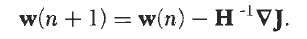 w(n + 1) = w(n) − H⁻¹∇J.